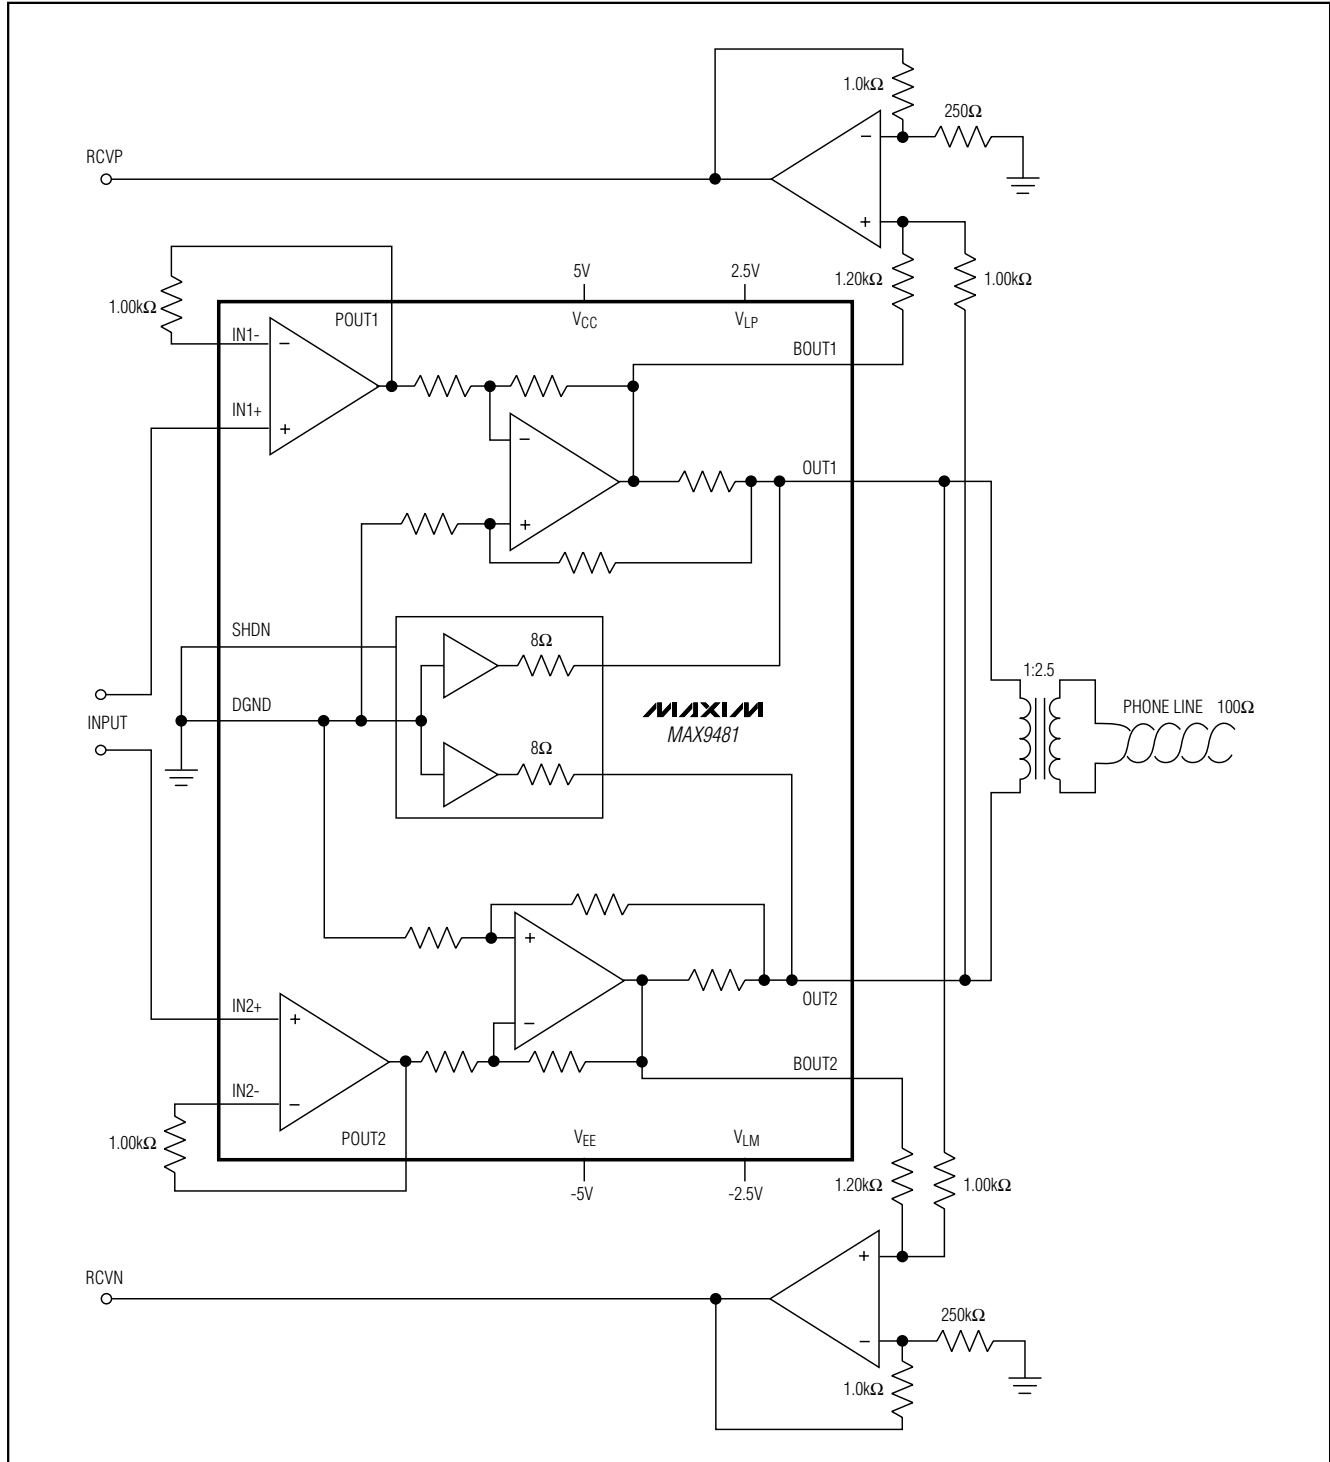 1.0kΩ
250Ω
−
RCVP
+
5V
2.5V
1.20kΩ
1.00kΩ
1.00kΩ
POUT1
VCC
VLP
IN1-
−
BOUT1
IN1+
+
−
OUT1
+
SHDN
8Ω
1:2.5
DGND
MAXIM
PHONE LINE 100Ω
INPUT
MAX9481
8Ω
+
IN2+
+
OUT2
−
BOUT2
IN2-
−
1.00kΩ
POUT2
VEE
VLM
1.20kΩ
1.00kΩ
-5V
-2.5V
+
RCVN
250kΩ
−
1.0kΩ